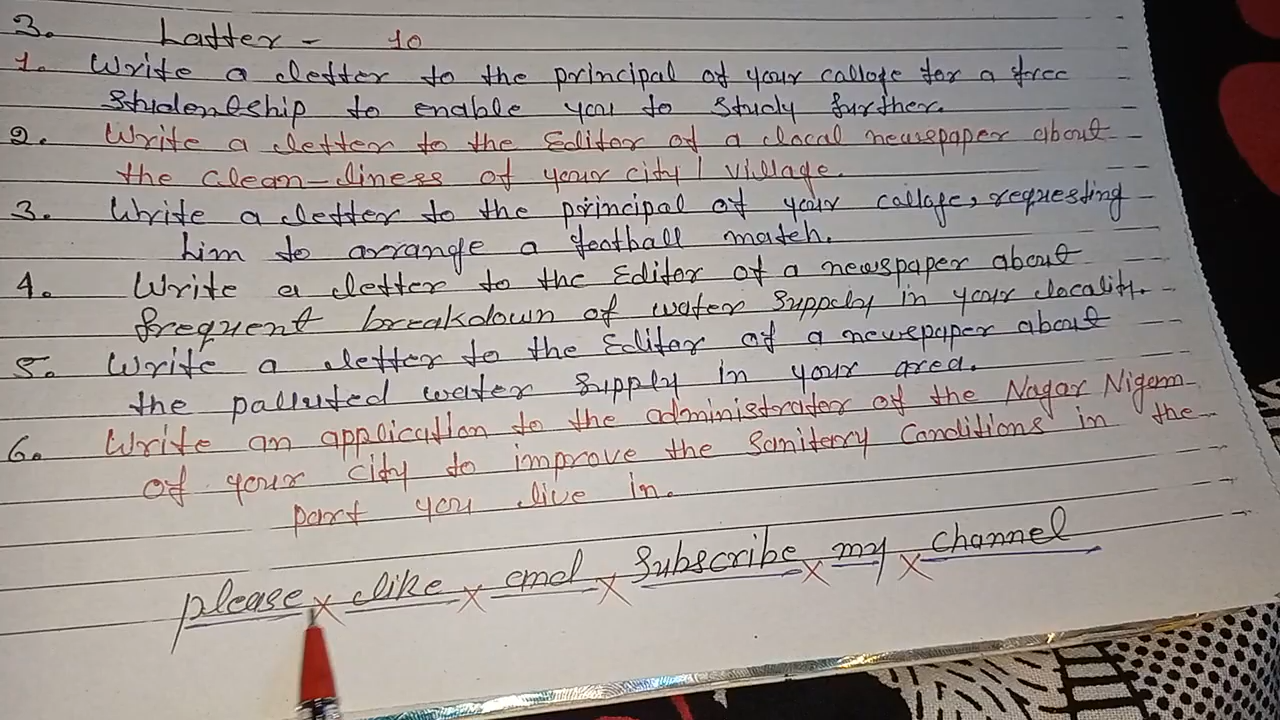 3. Latter - 10
1. Write a letter to the principal of your callage for a free
studentship to enable you to study further.
2. Write a letter to the Editor of a local newspaper about
the clean-liness of your city / village.
3. Write a letter to the principal of your callage, requesting
him to arrange a football match.
4. Write a letter to the Editor of a newspaper about
frequent breakdown of water supply in your locality.
5. Write a letter to the Editor of a newspaper about
the palluted water supply in your area.
6. Write an application to the administrater of the Nagar Nigam
of your city to improve the Saniterry Conditions in the
part you live in.
please x like x and x Subscribe x my x channel